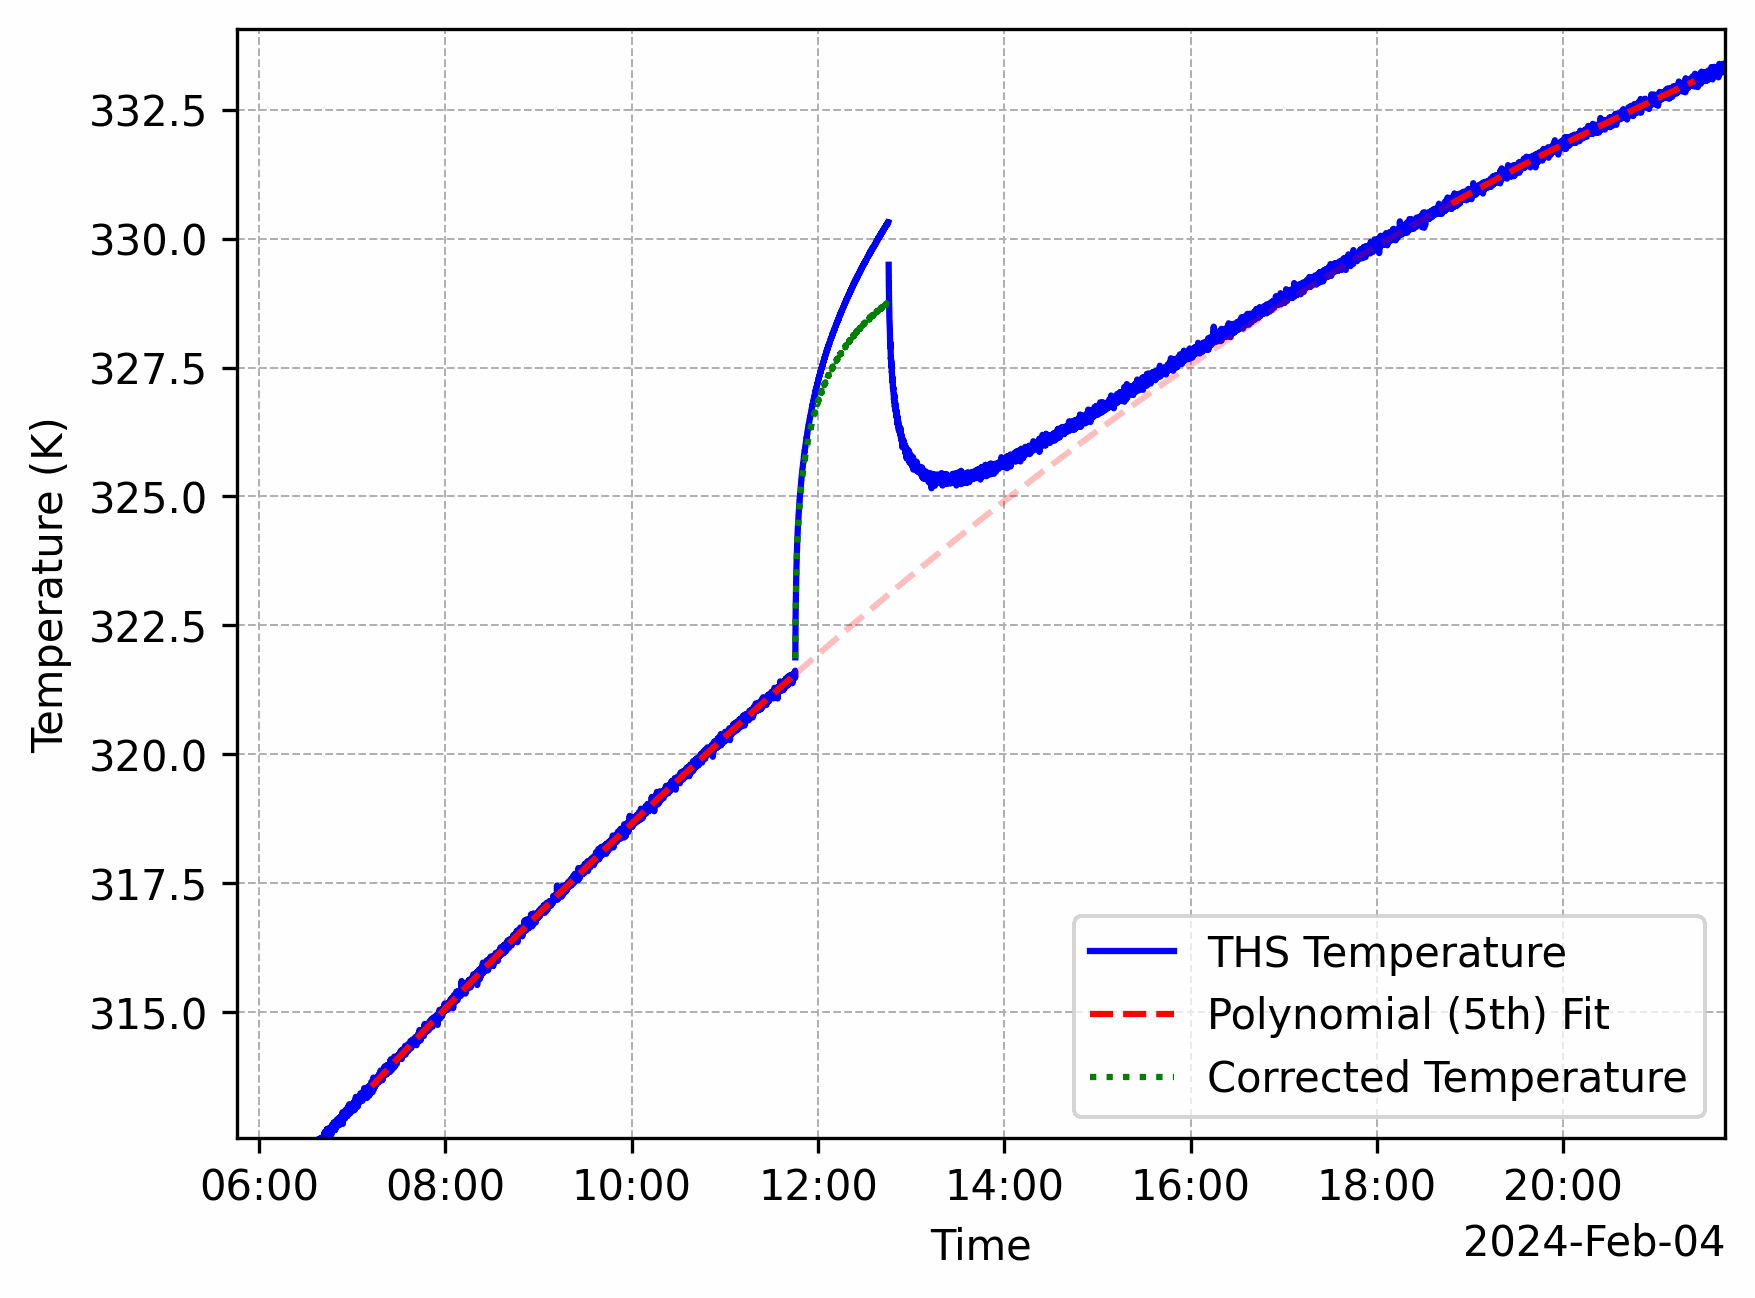 332.5
330.0
327.5
325.0
322.5
320.0
317.5
315.0
Temperature (K)
THS Temperature
Polynomial (5th) Fit
Corrected Temperature
06:00 08:00 10:00 12:00 14:00 16:00 18:00 20:00
Time
2024-Feb-04